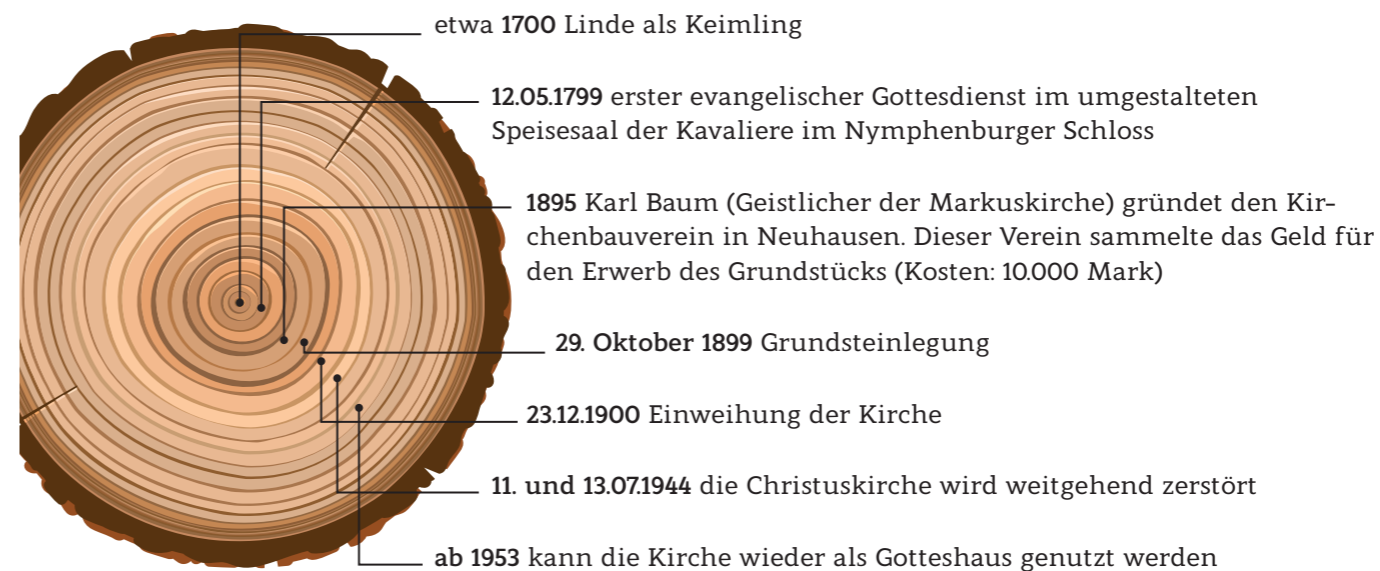 etwa 1700 Linde als Keimling
12.05.1799 erster evangelischer Gottesdienst im umgestalteten
Speisesaal der Kavaliere im Nymphenburger Schloss
1895 Karl Baum (Geistlicher der Markuskirche) gründet den Kir-
chenbauverein in Neuhausen. Dieser Verein sammelte das Geld für
den Erwerb des Grundstücks (Kosten: 10.000 Mark)
29. Oktober 1899 Grundsteinlegung
23.12.1900 Einweihung der Kirche
11. und 13.07.1944 die Christuskirche wird weitgehend zerstört
ab 1953 kann die Kirche wieder als Gotteshaus genutzt werden